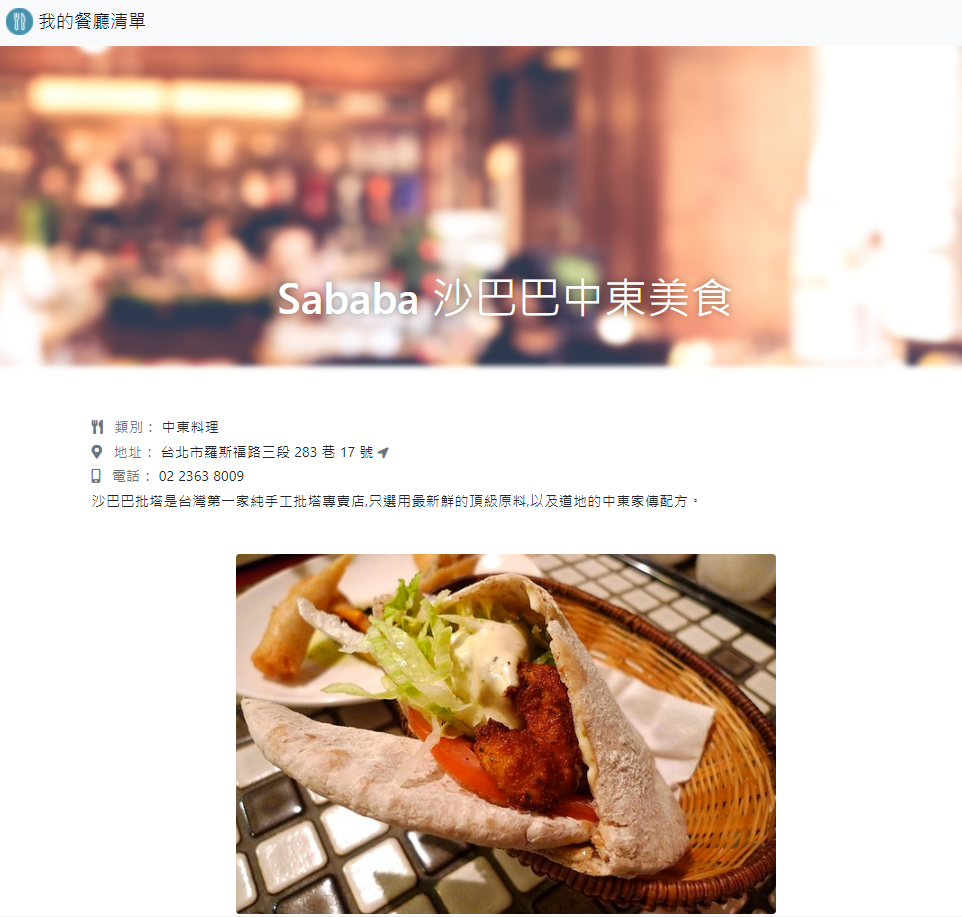 我的餐廳清單
Sababa 沙巴巴中東美食
類別： 中東料理
地址： 台北市羅斯福路三段 283 巷 17 號
電話： 02 2363 8009
沙巴巴批塔是台灣第一家純手工批塔專賣店,只選用最新鮮的頂級原料,以及道地的中東家傳配方。